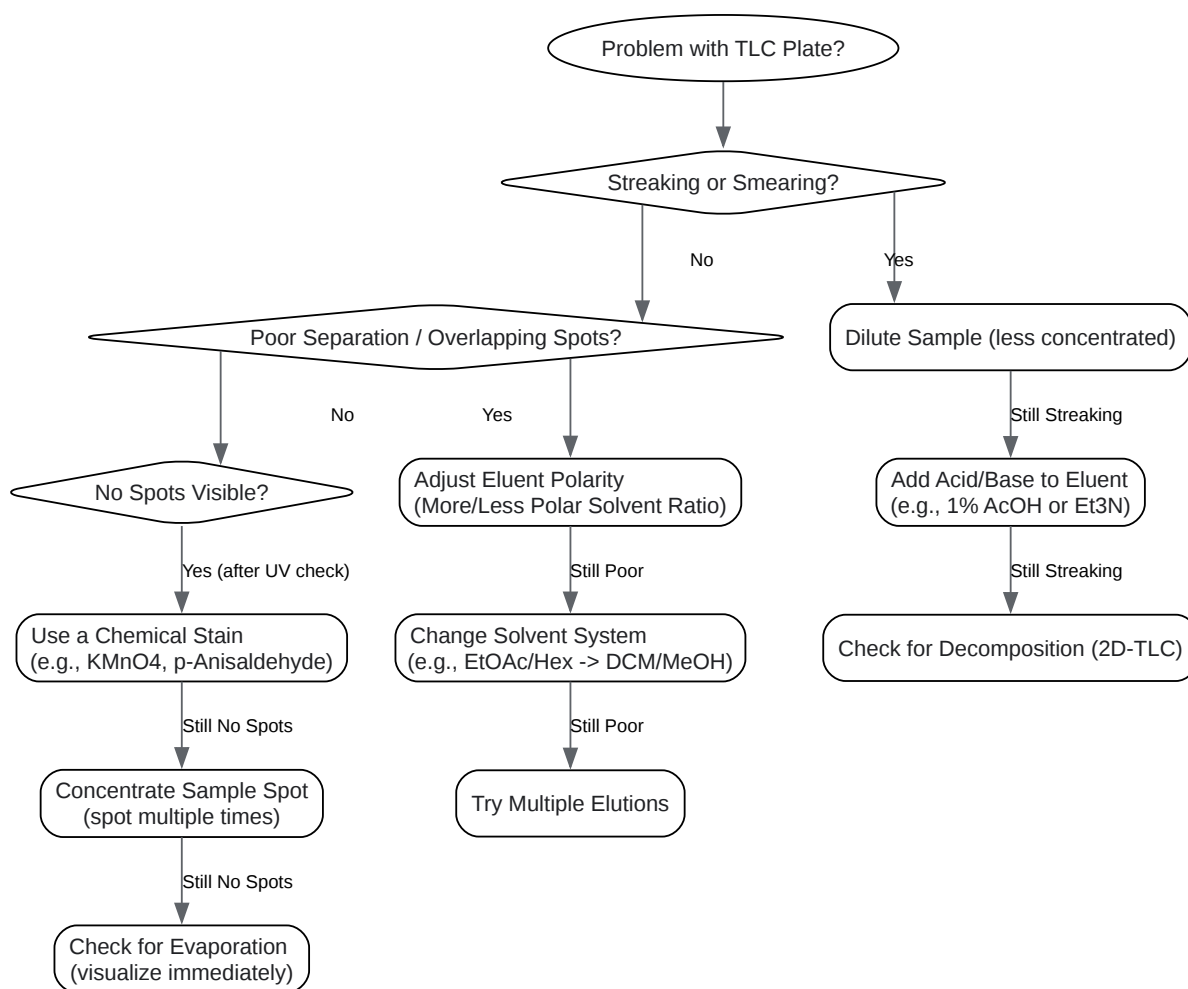 Problem with TLC Plate?
Streaking or Smearing?
No
Yes
Poor Separation / Overlapping Spots?
Dilute Sample (less concentrated)
No
Yes
Still Streaking
No Spots Visible?
Adjust Eluent Polarity
(More/Less Polar Solvent Ratio)
Add Acid/Base to Eluent
(e.g., 1% AcOH or Et3N)
Yes (after UV check)
Still Poor
Still Streaking
Use a Chemical Stain
(e.g., KMnO4, p-Anisaldehyde)
Change Solvent System
(e.g., EtOAc/Hex -> DCM/MeOH)
Check for Decomposition (2D-TLC)
Still No Spots
Still Poor
Concentrate Sample Spot
(spot multiple times)
Try Multiple Elutions
Still No Spots
Check for Evaporation
(visualize immediately)